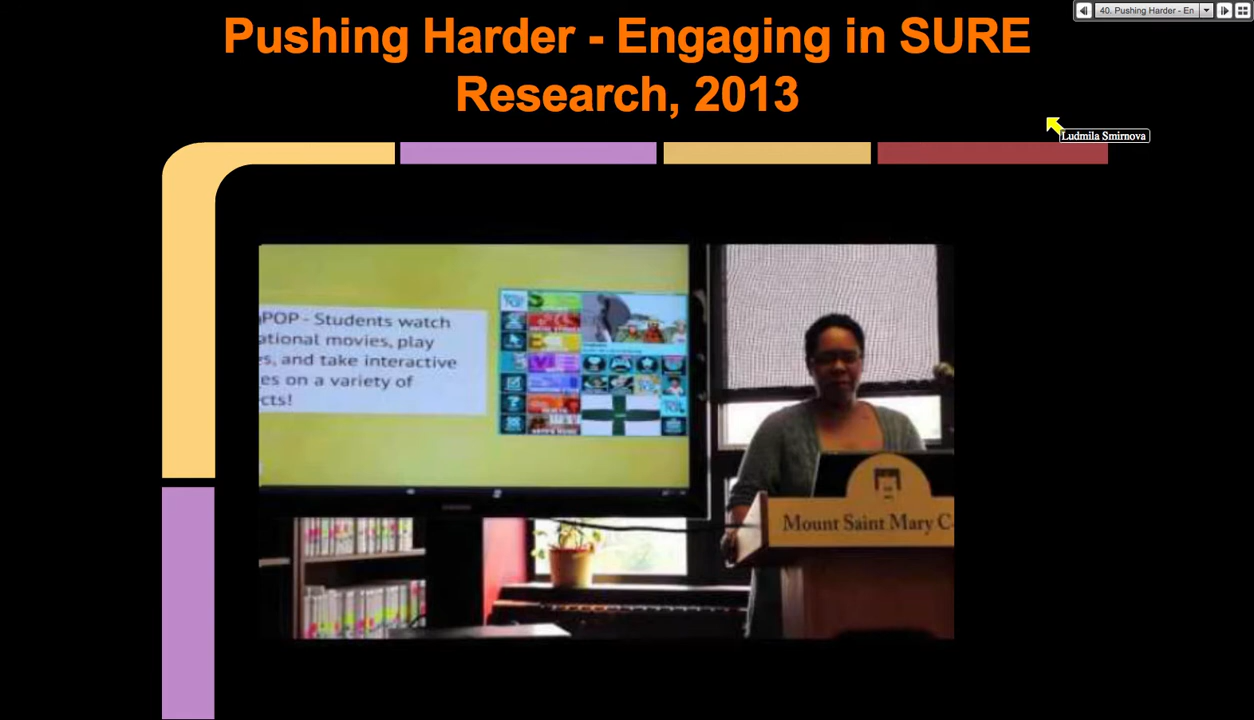 Pushing Harder - Engaging in SURE
Research, 2013
40. Pushing Harder - En
Ludmila Smirnova
POP - Students watch
ational movies, play
es, and take interactive
es on a variety of
cts!
Mount Saint Mary C